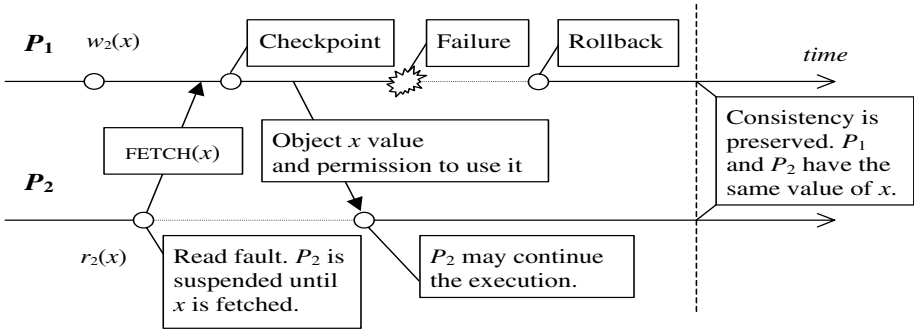 P1
w2(x)
Checkpoint
Failure
Rollback
time
FETCH(x)
Object x value
and permission to use it
Consistency is
preserved. P1
and P2 have the
same value of x.
P2
r2(x)
Read fault. P2 is
suspended until
x is fetched.
P2 may continue
the execution.